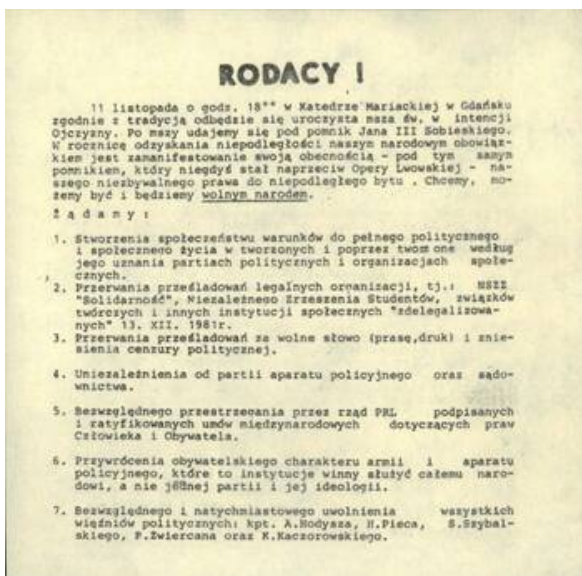 RODACY !
11 listopada o godz. 18°° w Katedrze Mariackiej w Gdańsku
zgodnie z tradycją odbędzie się uroczysta msza św. w intencji
Ojczyzny. Po mszy udajemy się pod pomnik Jana III Sobieskiego.
W rocznicę odzyskania niepodległości naszym narodowym obowiąz-
kiem jest zamanifestowanie swoją obecnością - pod tym samym
pomnikiem, który niegdyś stał naprzeciw Opery Lwowskiej - na-
szego niezbywalnego prawa do niepodległego bytu . Chcemy, mo-
żemy być i będziemy wolnym narodem.
Ż ą d a m y :
1. Stworzenia społeczeństwu warunków do pełnego politycznego
i społecznego życia w tworzonych i poprzez tworzone według
jego uznania partiach politycznych i organizacjach społe-
cznych.
2. Przerwania prześladowań legalnych organizacji, tj.: NSZZ
"Solidarność", Niezależnego Zrzeszenia Studentów, związków
twórczych i innych instytucji społecznych "zdelegalizowa-
nych" 13. XII. 1981r.
3. Przerwania prześladowań za wolne słowo (prasę,druk) i znie-
sienia cenzury politycznej.
4. Uniezależnienia od partii aparatu policyjnego oraz sądo-
wnictwa.
5. Bezwzględnego przestrzegania przez rząd PRL podpisanych
i ratyfikowanych umów międzynarodowych dotyczących praw
Człowieka i Obywatela.
6. Przywrócenia obywatelskiego charakteru armii i aparatu
policyjnego, które to instytucje winny służyć całemu naro-
dowi, a nie jednej partii i jej ideologii.
7. Bezwzględnego i natychmiastowego uwolnienia wszystkich
więźniów politycznych: kpt. A.Hodysza, H.Pieca, S.Szybal-
skiego, P.Zwiercana oraz K.Kaczorowskiego.